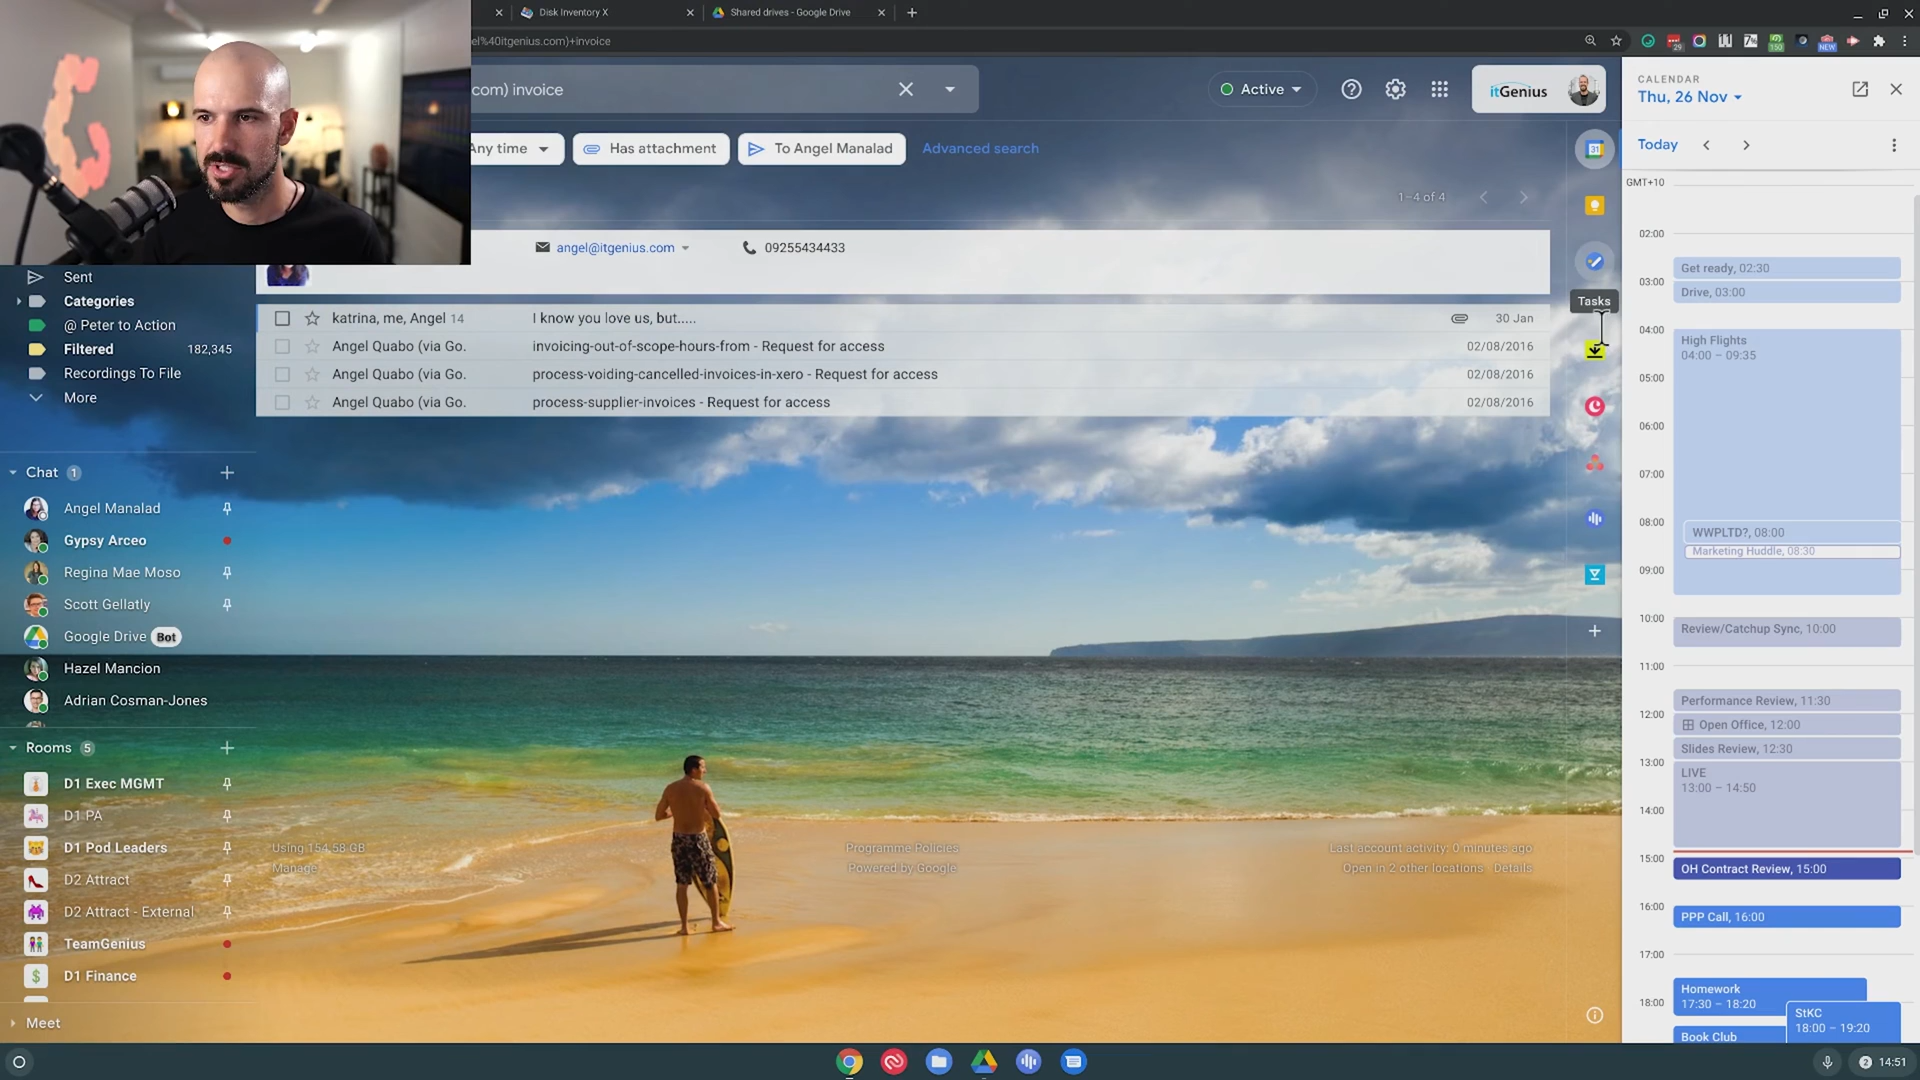 Disk Inventory X
Shared drives - Google Drive
el%40itgenius.com)+invoice
29
150
NEW
com) invoice
Active
itGenius
Any time
Has attachment
To Angel Manalad
Advanced search
1–4 of 4
angel@itgenius.com
09255434433
Sent
Categories
@ Peter to Action
Filtered 182,345
Recordings To File
More
katrina, me, Angel 14 I know you love us, but..... 30 Jan
Angel Quabo (via Go. invoicing-out-of-scope-hours-from - Request for access 02/08/2016
Angel Quabo (via Go. process-voiding-cancelled-invoices-in-xero - Request for access 02/08/2016
Angel Quabo (via Go. process-supplier-invoices - Request for access 02/08/2016
Chat 1
Angel Manalad
Gypsy Arceo
Regina Mae Moso
Scott Gellatly
Google Drive Bot
Hazel Mancion
Adrian Cosman-Jones
Rooms 5
D1 Exec MGMT
D1 PA
D1 Pod Leaders
D2 Attract
D2 Attract - External
TeamGenius
D1 Finance
Meet
Using 154.58 GB
Manage
Programme Policies
Powered by Google
Last account activity: 0 minutes ago
Open in 2 other locations Details
31
Tasks
CALENDAR
Thu, 26 Nov
Today
GMT+10
02:00
Get ready, 02:30
03:00
Drive, 03:00
04:00
High Flights
04:00 – 09:35
05:00
06:00
07:00
08:00
WWPLTD?, 08:00
Marketing Huddle, 08:30
09:00
10:00
Review/Catchup Sync, 10:00
11:00
Performance Review, 11:30
12:00
Open Office, 12:00
Slides Review, 12:30
13:00
LIVE
13:00 – 14:50
14:00
15:00
OH Contract Review, 15:00
16:00
PPP Call, 16:00
17:00
Homework
17:30 – 18:20
18:00
StKC
18:00 – 19:20
Book Club
2
14:51